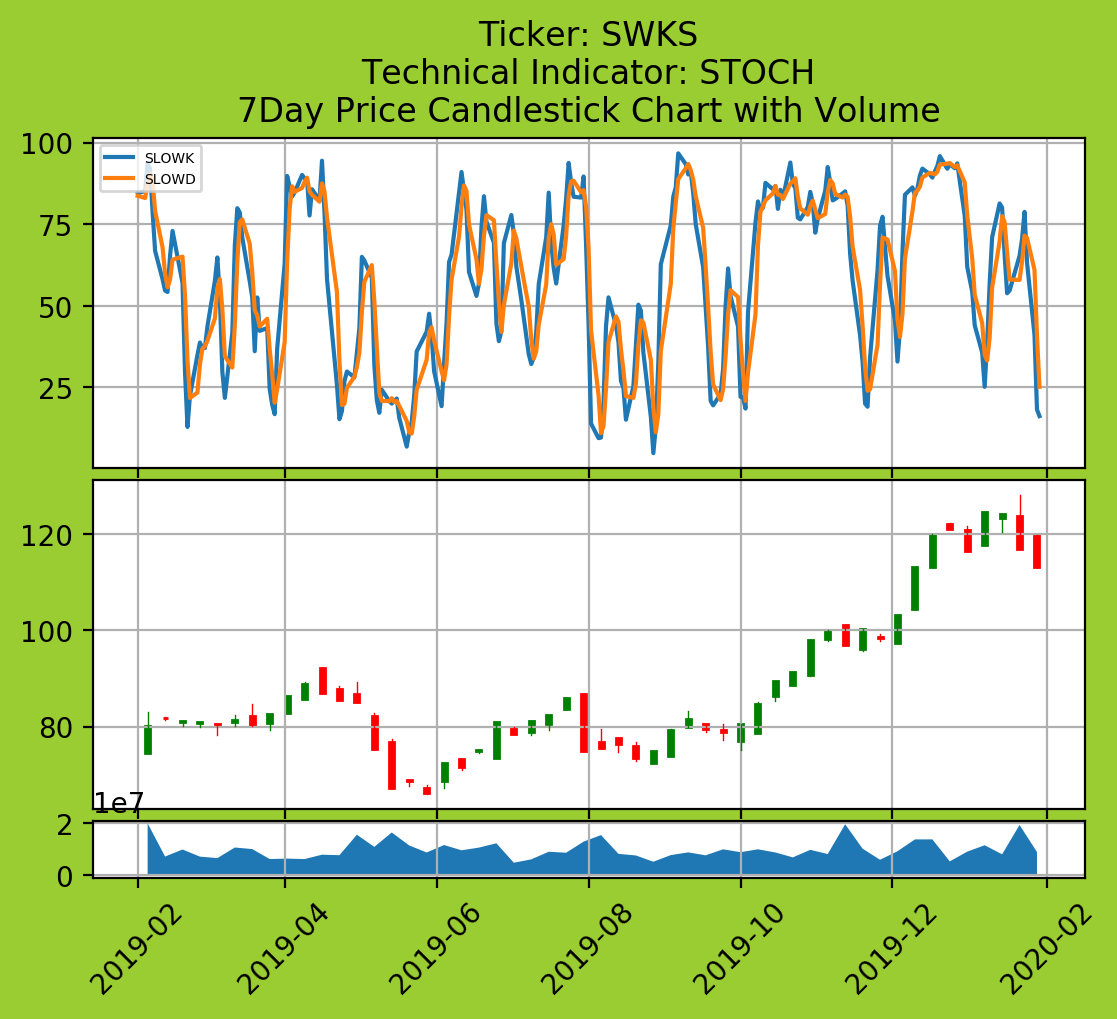 Ticker: SWKS
Technical Indicator: STOCH
7Day Price Candlestick Chart with Volume
100
75
50
25
SLOWK
SLOWD
120
100
80
1e7
2
0
2019-02
2019-04
2019-06
2019-08
2019-10
2019-12
2020-02